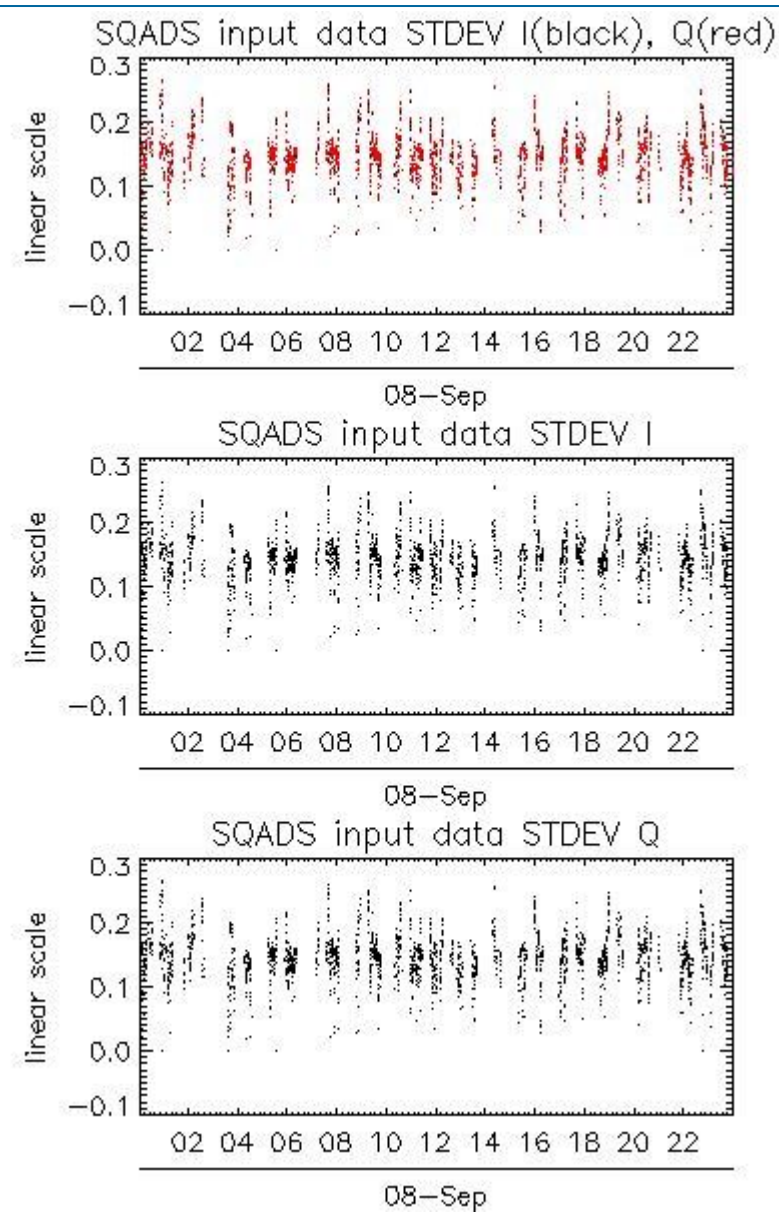 SQADS input data STDEV I(black), Q(red)
0.3
0.2
0.1
0.0
−0.1
linear scale
02 04 06 08 10 12 14 16 18 20 22
08−Sep
SQADS input data STDEV I
0.3
0.2
0.1
0.0
−0.1
linear scale
02 04 06 08 10 12 14 16 18 20 22
08−Sep
SQADS input data STDEV Q
0.3
0.2
0.1
0.0
−0.1
linear scale
02 04 06 08 10 12 14 16 18 20 22
08−Sep